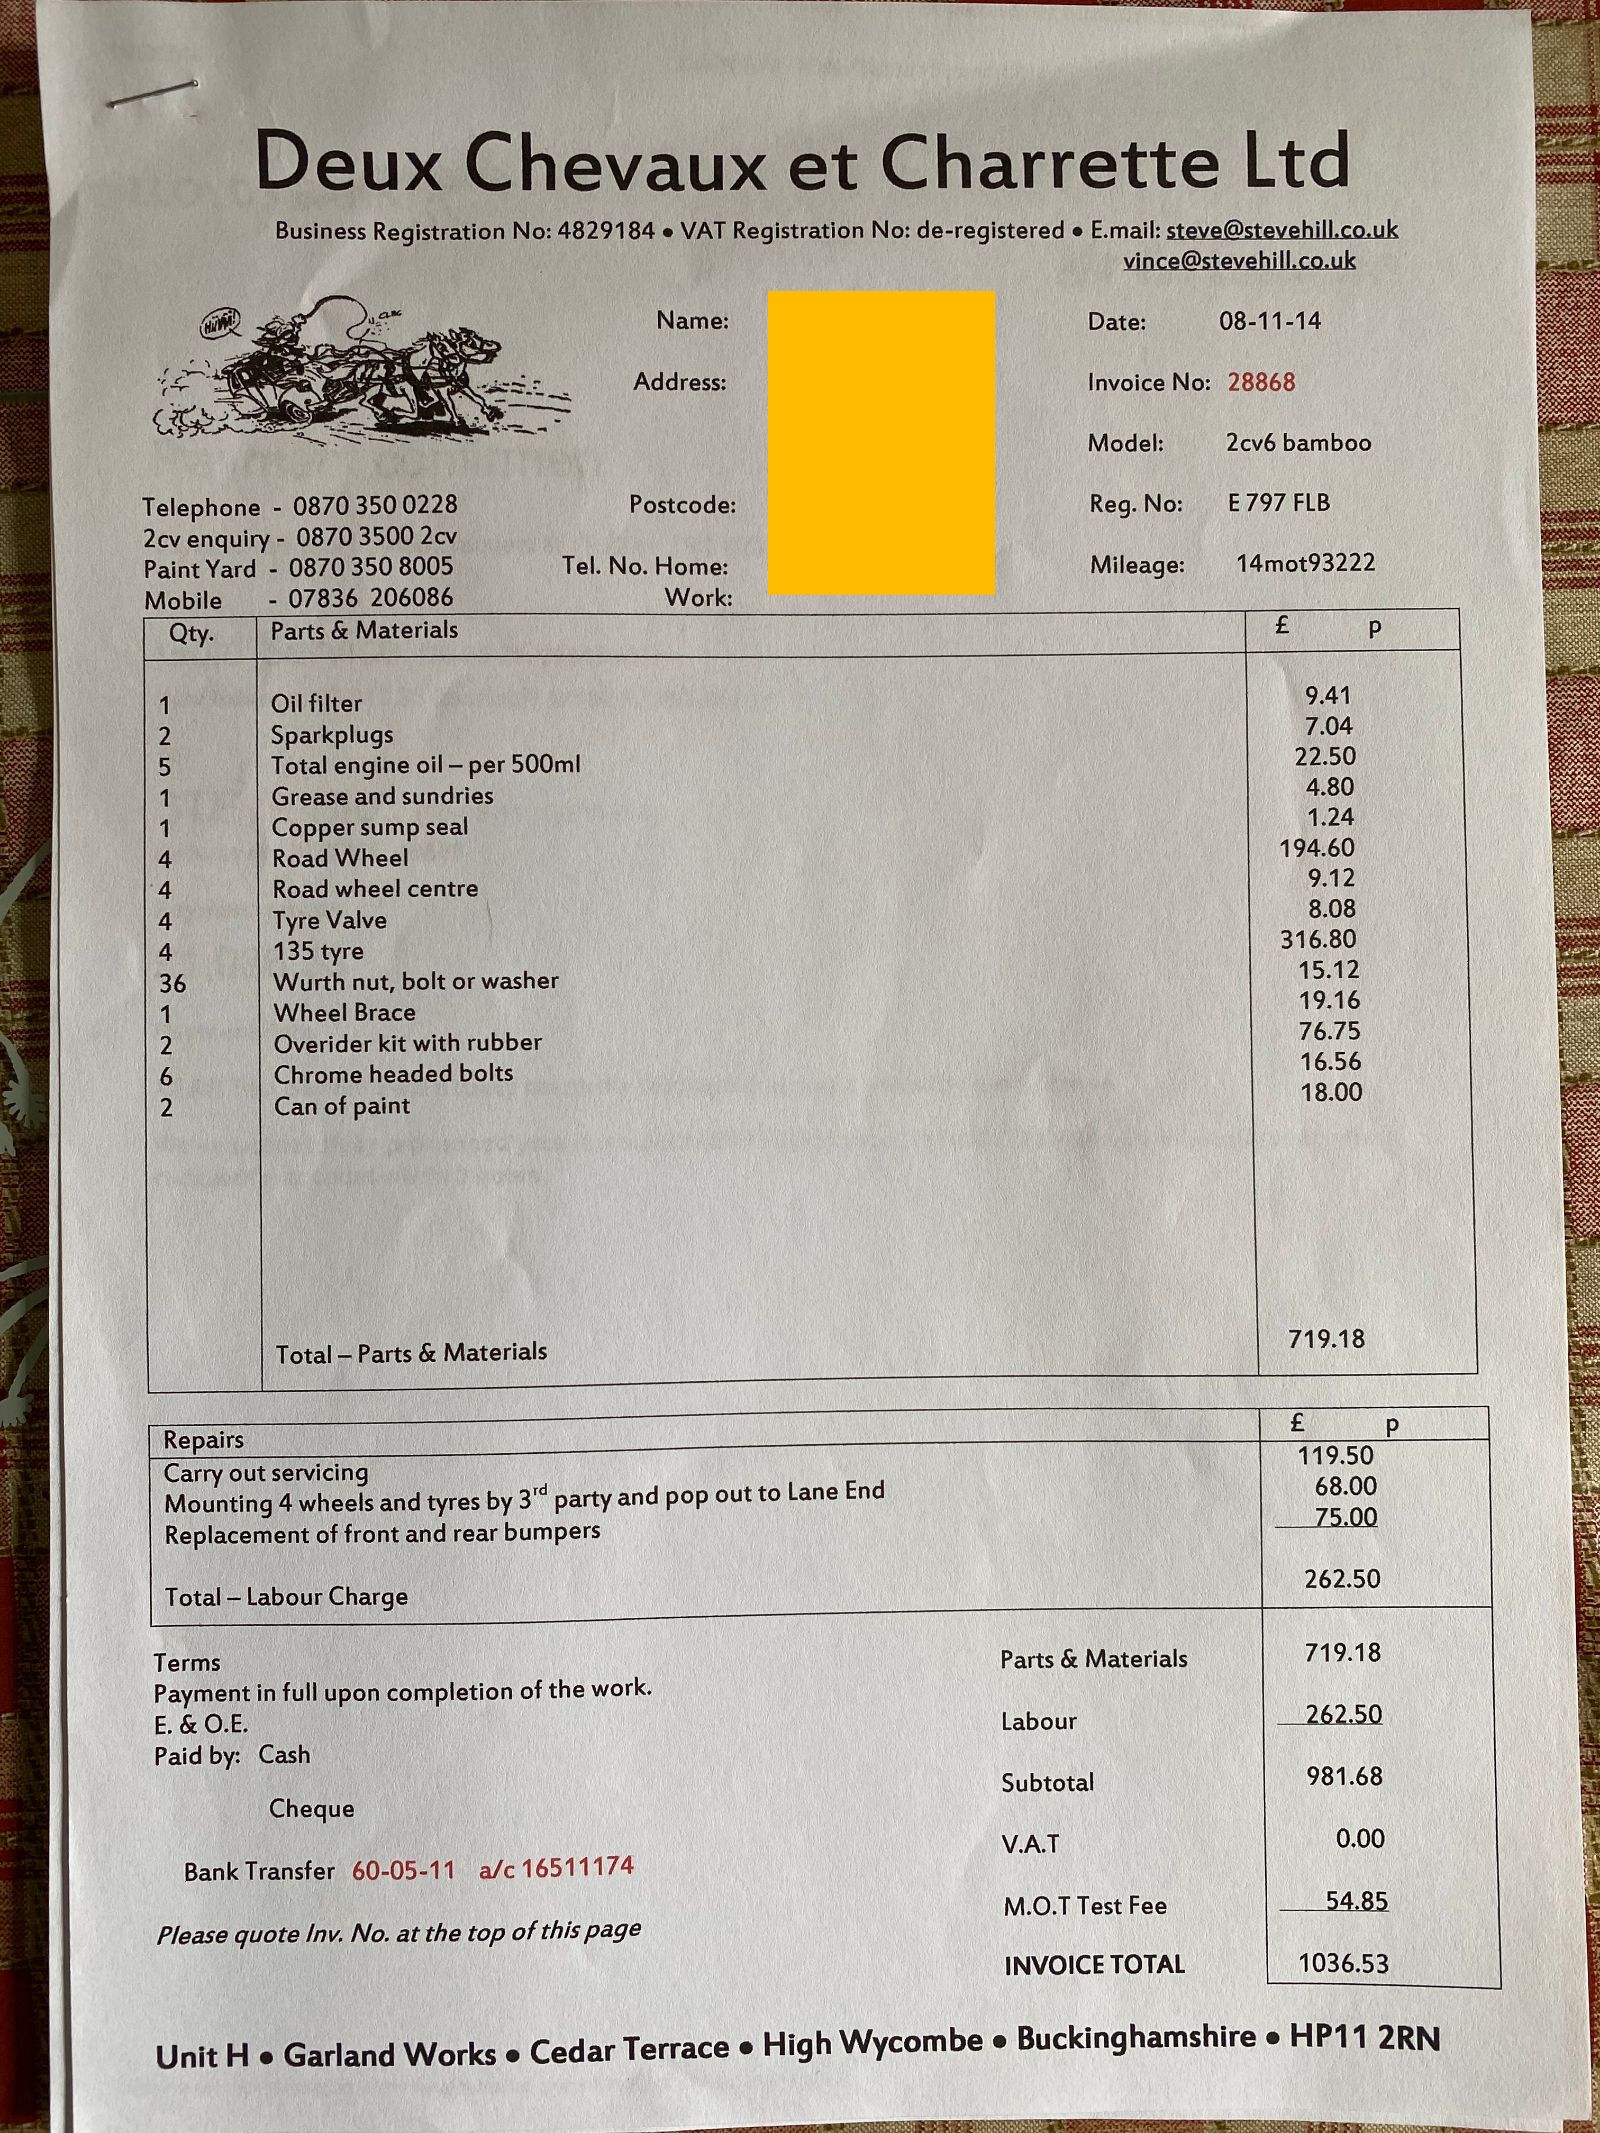 Deux Chevaux et Charrette Ltd
Business Registration No: 4829184 • VAT Registration No: de-registered • E.mail: steve@stevehill.co.uk
vince@stevehill.co.uk
Name:
Date: 08-11-14
Address:
Invoice No: 28868
Model: 2cv6 bamboo
Telephone - 0870 350 0228
Postcode:
Reg. No: E 797 FLB
2cv enquiry - 0870 3500 2cv
Paint Yard - 0870 350 8005
Tel. No. Home:
Mileage: 14mot93222
Mobile - 07836 206086
Work:
Qty. Parts & Materials £ p
1 Oil filter 9.41
2 Sparkplugs 7.04
5 Total engine oil – per 500ml 22.50
1 Grease and sundries 4.80
1 Copper sump seal 1.24
4 Road Wheel 194.60
4 Road wheel centre 9.12
4 Tyre Valve 8.08
4 135 tyre 316.80
36 Wurth nut, bolt or washer 15.12
1 Wheel Brace 19.16
2 Overider kit with rubber 76.75
6 Chrome headed bolts 16.56
2 Can of paint 18.00
Total – Parts & Materials 719.18
Repairs £ p
Carry out servicing 119.50
Mounting 4 wheels and tyres by 3rd party and pop out to Lane End 68.00
Replacement of front and rear bumpers 75.00
Total – Labour Charge 262.50
Terms
Parts & Materials 719.18
Payment in full upon completion of the work.
E. & O.E.
Labour 262.50
Paid by: Cash
Subtotal 981.68
Cheque
V.A.T 0.00
Bank Transfer 60-05-11 a/c 16511174
M.O.T Test Fee 54.85
Please quote Inv. No. at the top of this page
INVOICE TOTAL 1036.53
Unit H • Garland Works • Cedar Terrace • High Wycombe • Buckinghamshire • HP11 2RN